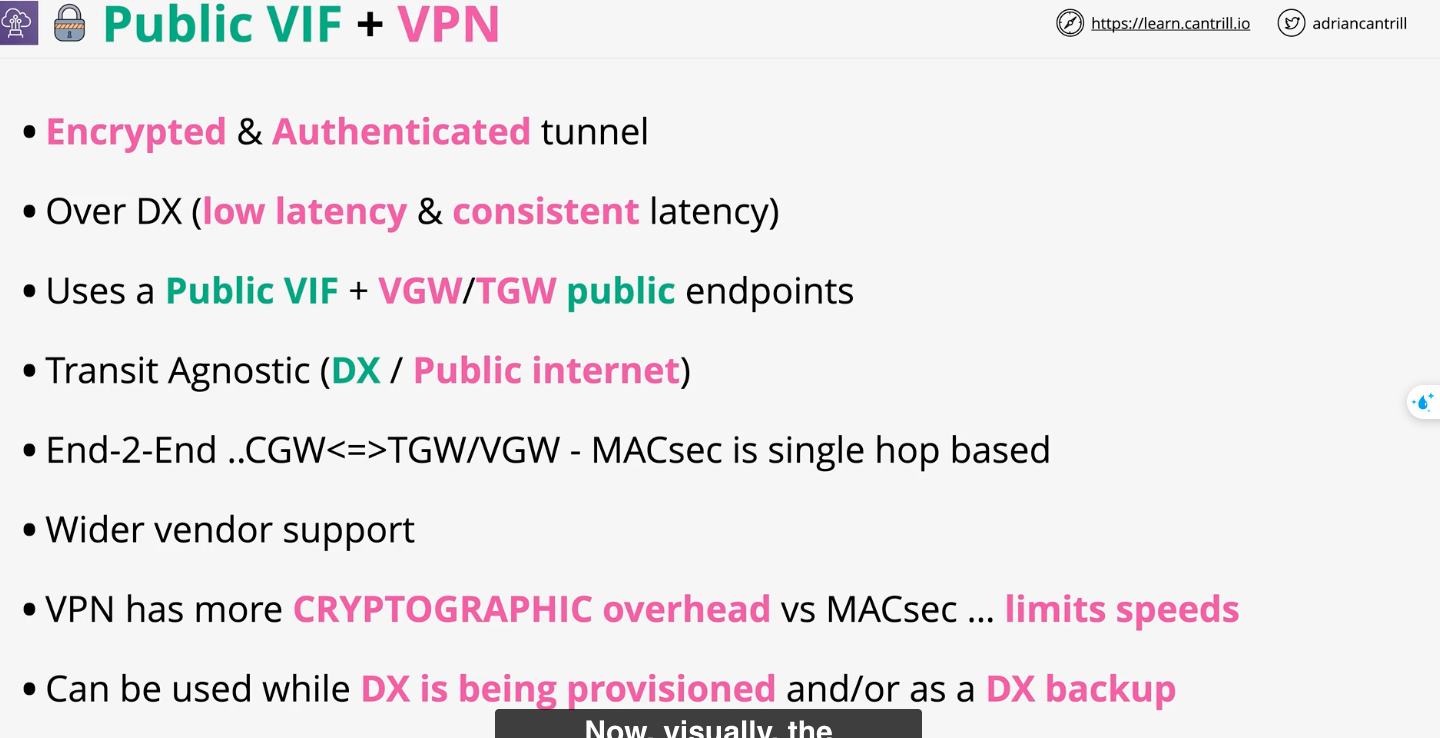 Public VIF + VPN
https://learn.cantrill.io
adriancantrill
• Encrypted & Authenticated tunnel
• Over DX (low latency & consistent latency)
• Uses a Public VIF + VGW/TGW public endpoints
• Transit Agnostic (DX / Public internet)
• End-2-End ..CGW<=>TGW/VGW - MACsec is single hop based
• Wider vendor support
• VPN has more CRYPTOGRAPHIC overhead vs MACsec ... limits speeds
• Can be used while DX is being provisioned and/or as a DX backup
Now, visually, the